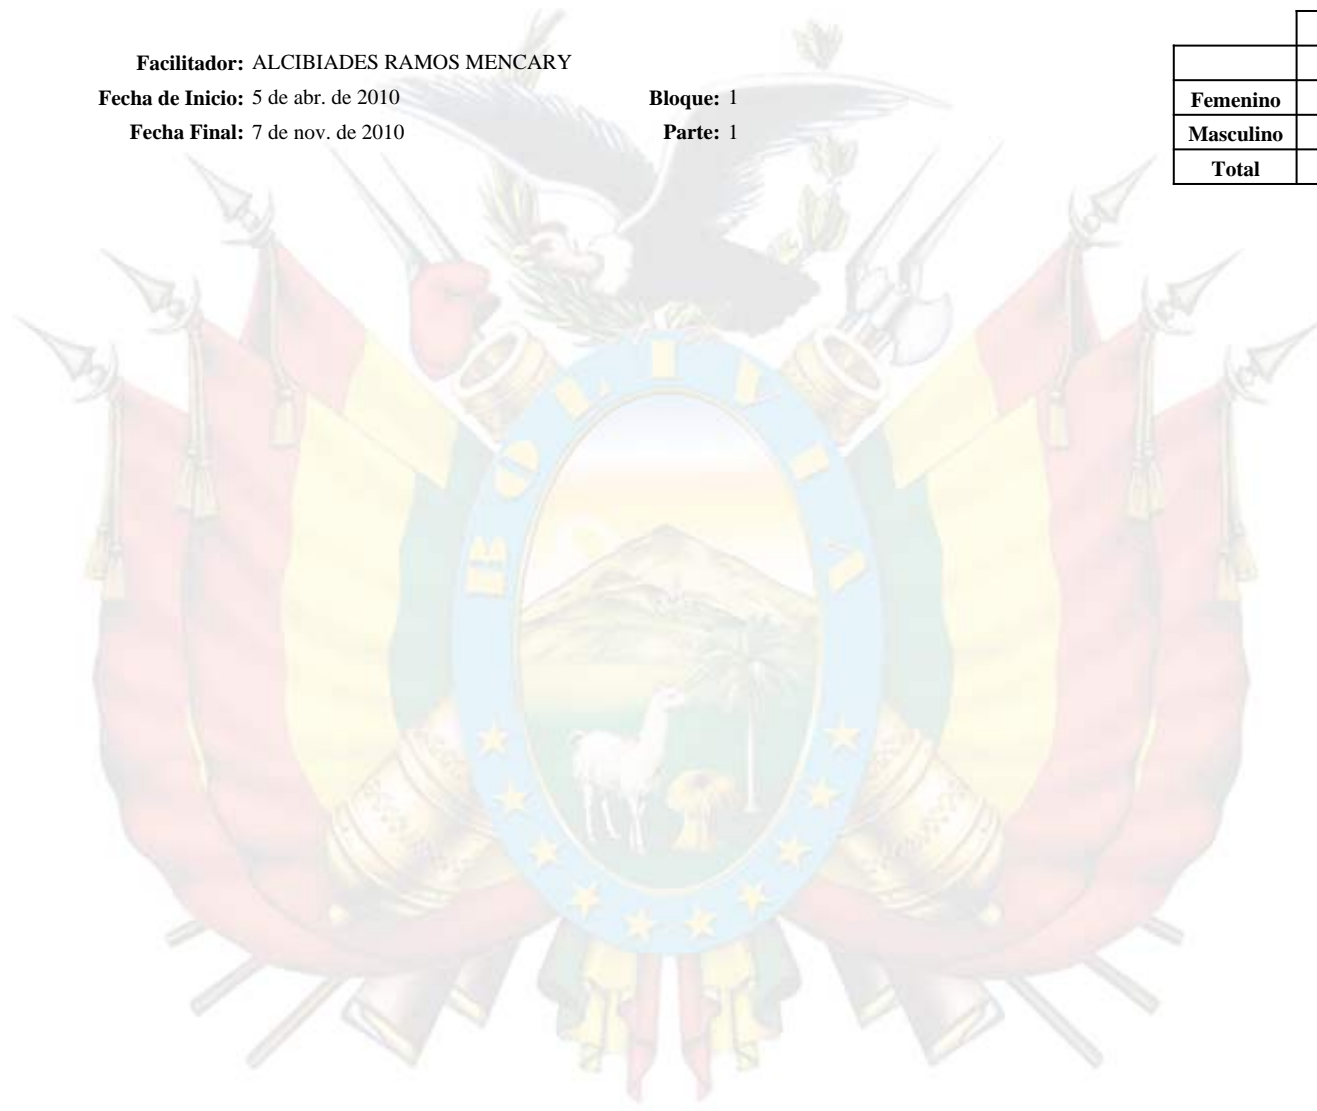 Facilitador: ALCIBIADES RAMOS MENCARY
Fecha de Inicio: 5 de abr. de 2010 Bloque: 1
Fecha Final: 7 de nov. de 2010 Parte: 1
Femenino
Masculino
Total
BOLIVIA